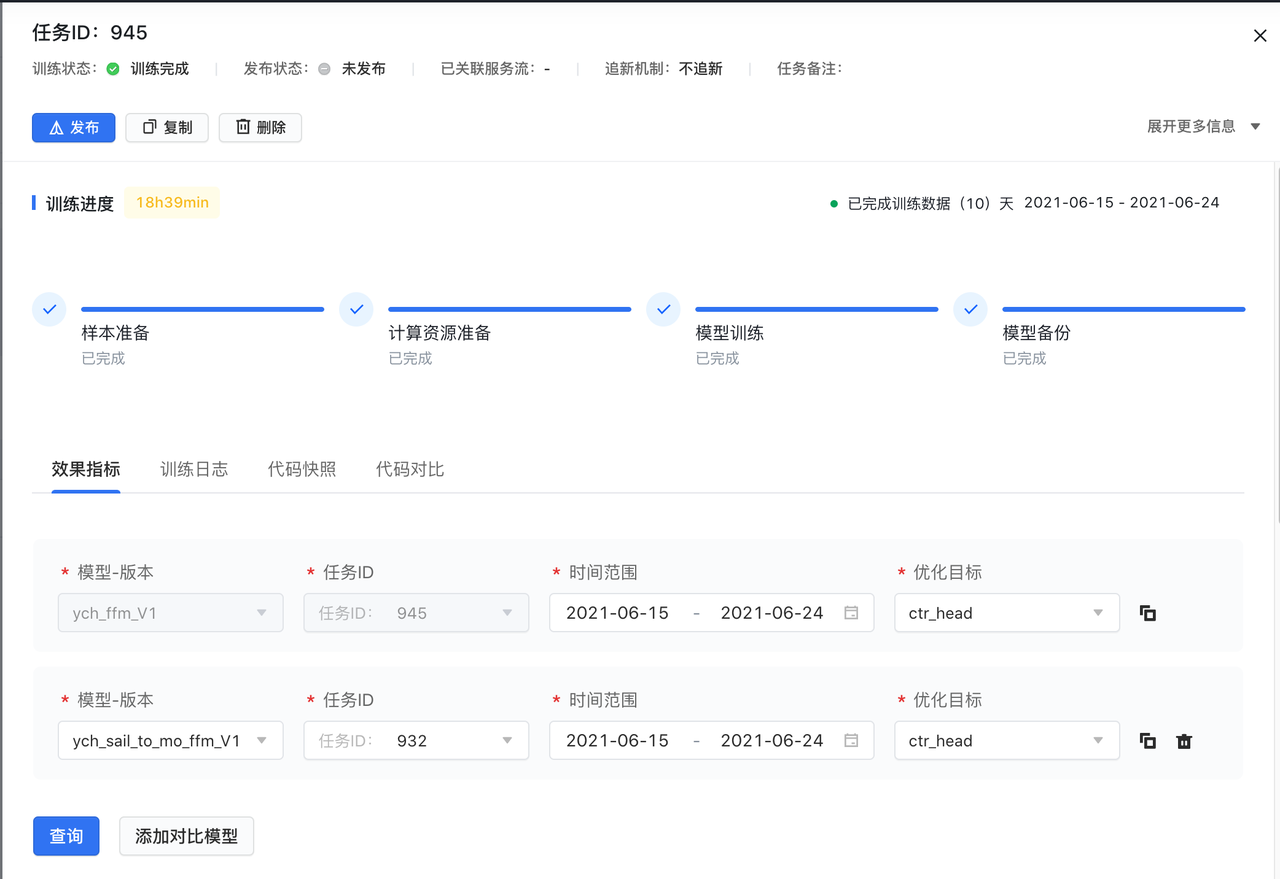 任务ID：945
训练状态： 训练完成 发布状态： 未发布 已关联服务流：- 追新机制：不追新 任务备注：
发布 复制 删除 展开更多信息
训练进度 18h39min 已完成训练数据（10）天 2021-06-15 - 2021-06-24
样本准备 计算资源准备 模型训练 模型备份
已完成 已完成 已完成 已完成
效果指标 训练日志 代码快照 代码对比
* 模型-版本 * 任务ID * 时间范围 * 优化目标
ych_ffm_V1 任务ID： 945 2021-06-15 - 2021-06-24 ctr_head
* 模型-版本 * 任务ID * 时间范围 * 优化目标
ych_sail_to_mo_ffm_V1 任务ID： 932 2021-06-15 - 2021-06-24 ctr_head
查询 添加对比模型